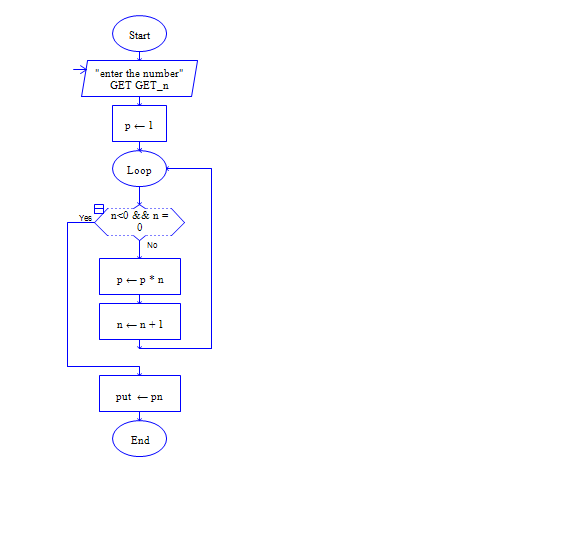 Start
"enter the number"
GET GET_n
p ← 1
Loop
n<0 && n =
0
Yes
No
p ← p * n
n ← n + 1
put ← pn
End